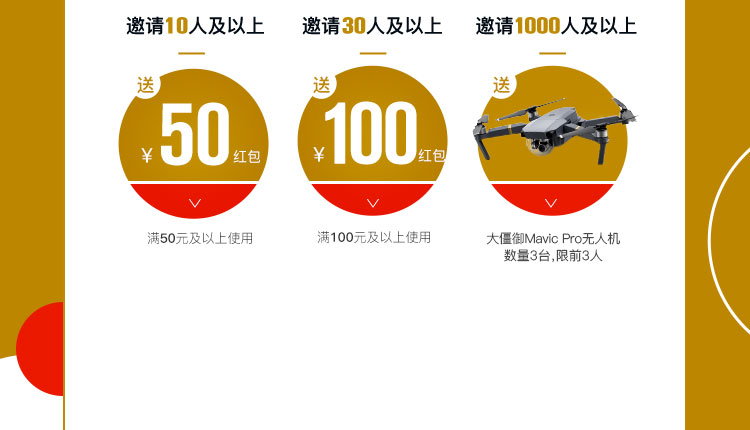 邀请10人及以上
送
¥50红包
满50元及以上使用
邀请30人及以上
送
¥100红包
满100元及以上使用
邀请1000人及以上
送
大僵御Mavic Pro无人机
数量3台,限前3人